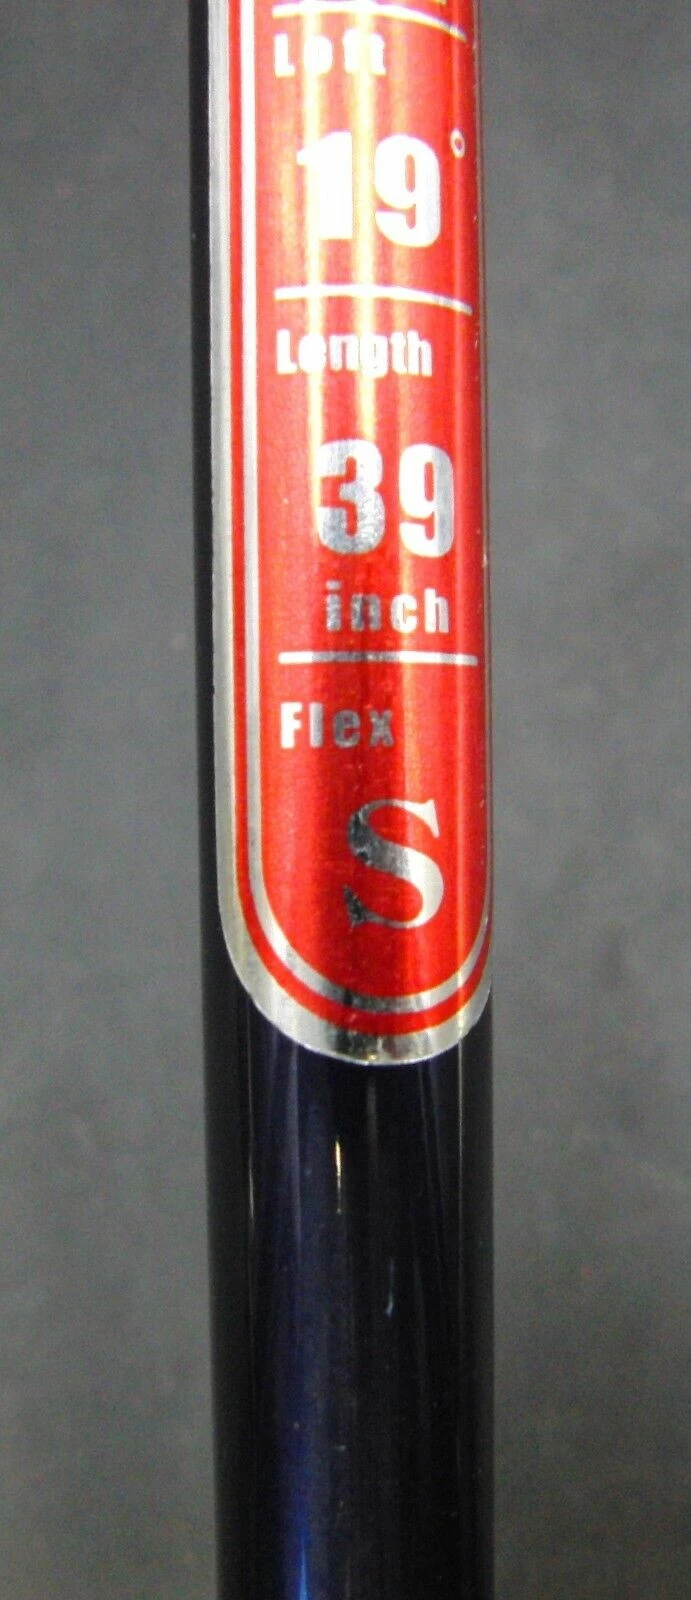 Loft
19°
Length
39
inch
Flex
S